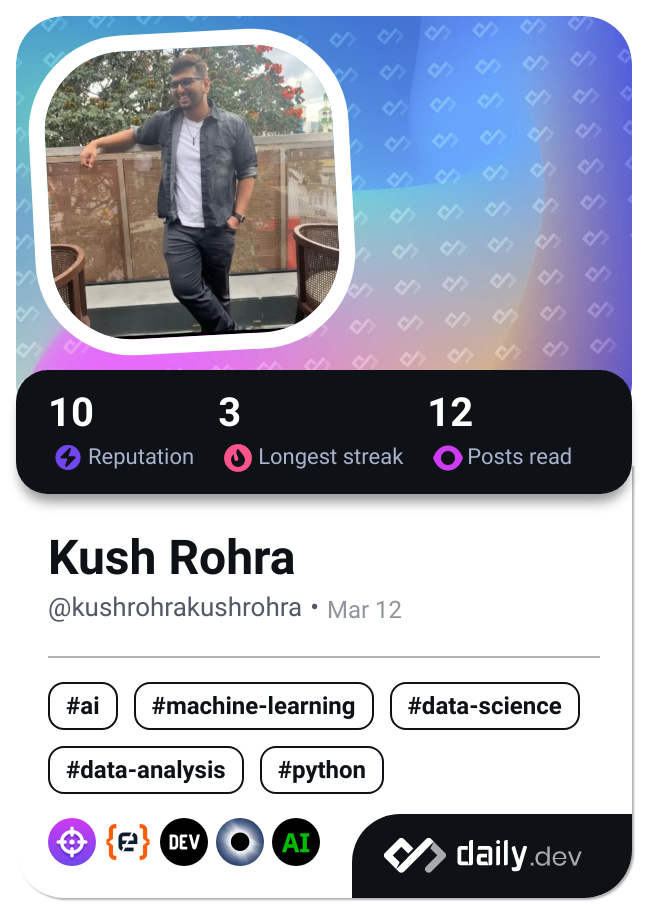 10 3 12
Reputation Longest streak Posts read
Kush Rohra
@kushrohrakushrohra • Mar 12
#ai #machine-learning #data-science
#data-analysis #python
DEV AI daily.dev